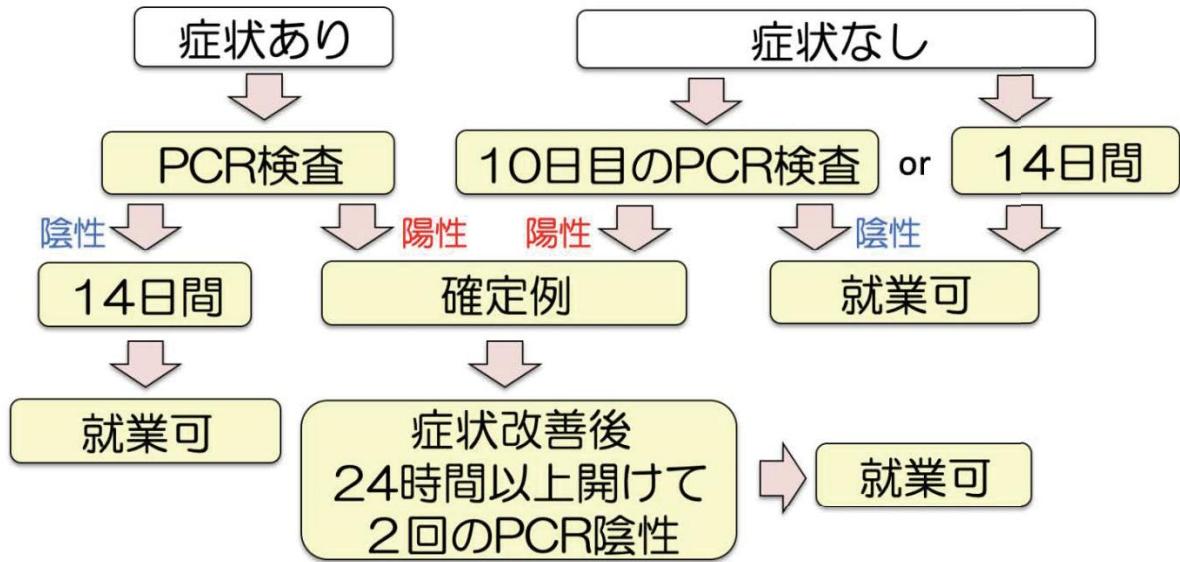 症状あり
症状なし
PCR検査
10日目のPCR検査 or 14日間
陰性
陽性
陽性
陰性
14日間
確定例
就業可
就業可
症状改善後
24時間以上開けて
2回のPCR陰性
就業可